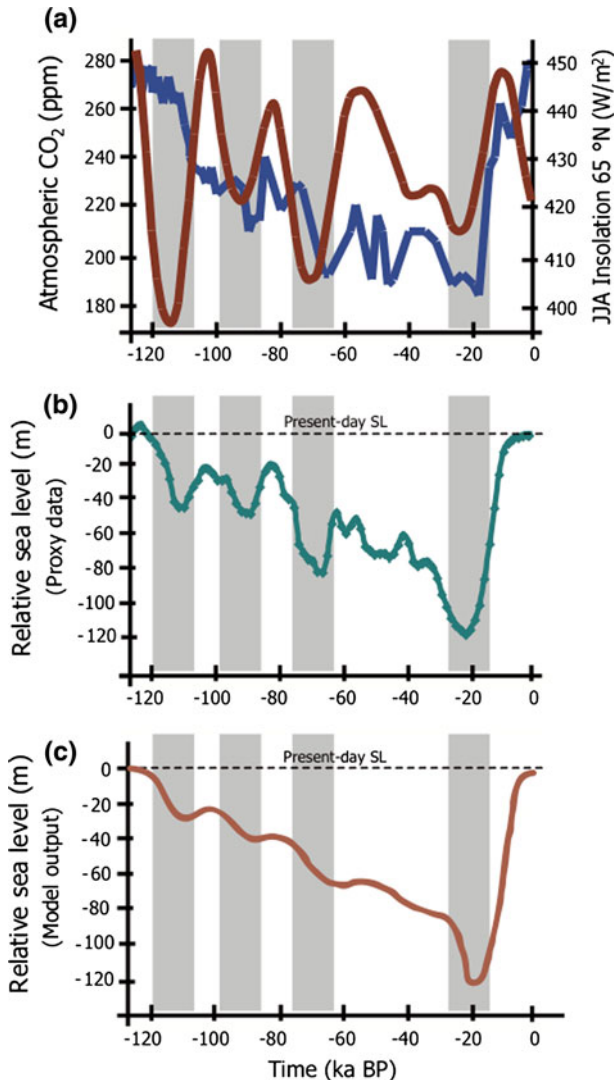 (a)
Atmospheric CO₂ (ppm)
280
260
240
220
200
180
450
440
430
420
410
400
JJA Insolation 65 °N (W/m²)
-120 -100 -80 -60 -40 -20 0
(b)
Relative sea level (m)
(Proxy data)
Present-day SL
0
-20
-40
-60
-80
-100
-120
-120 -100 -80 -60 -40 -20 0
(c)
Relative sea level (m)
(Model output)
Present-day SL
0
-20
-40
-60
-80
-100
-120
-120 -100 -80 -60 -40 -20 0
Time (ka BP)